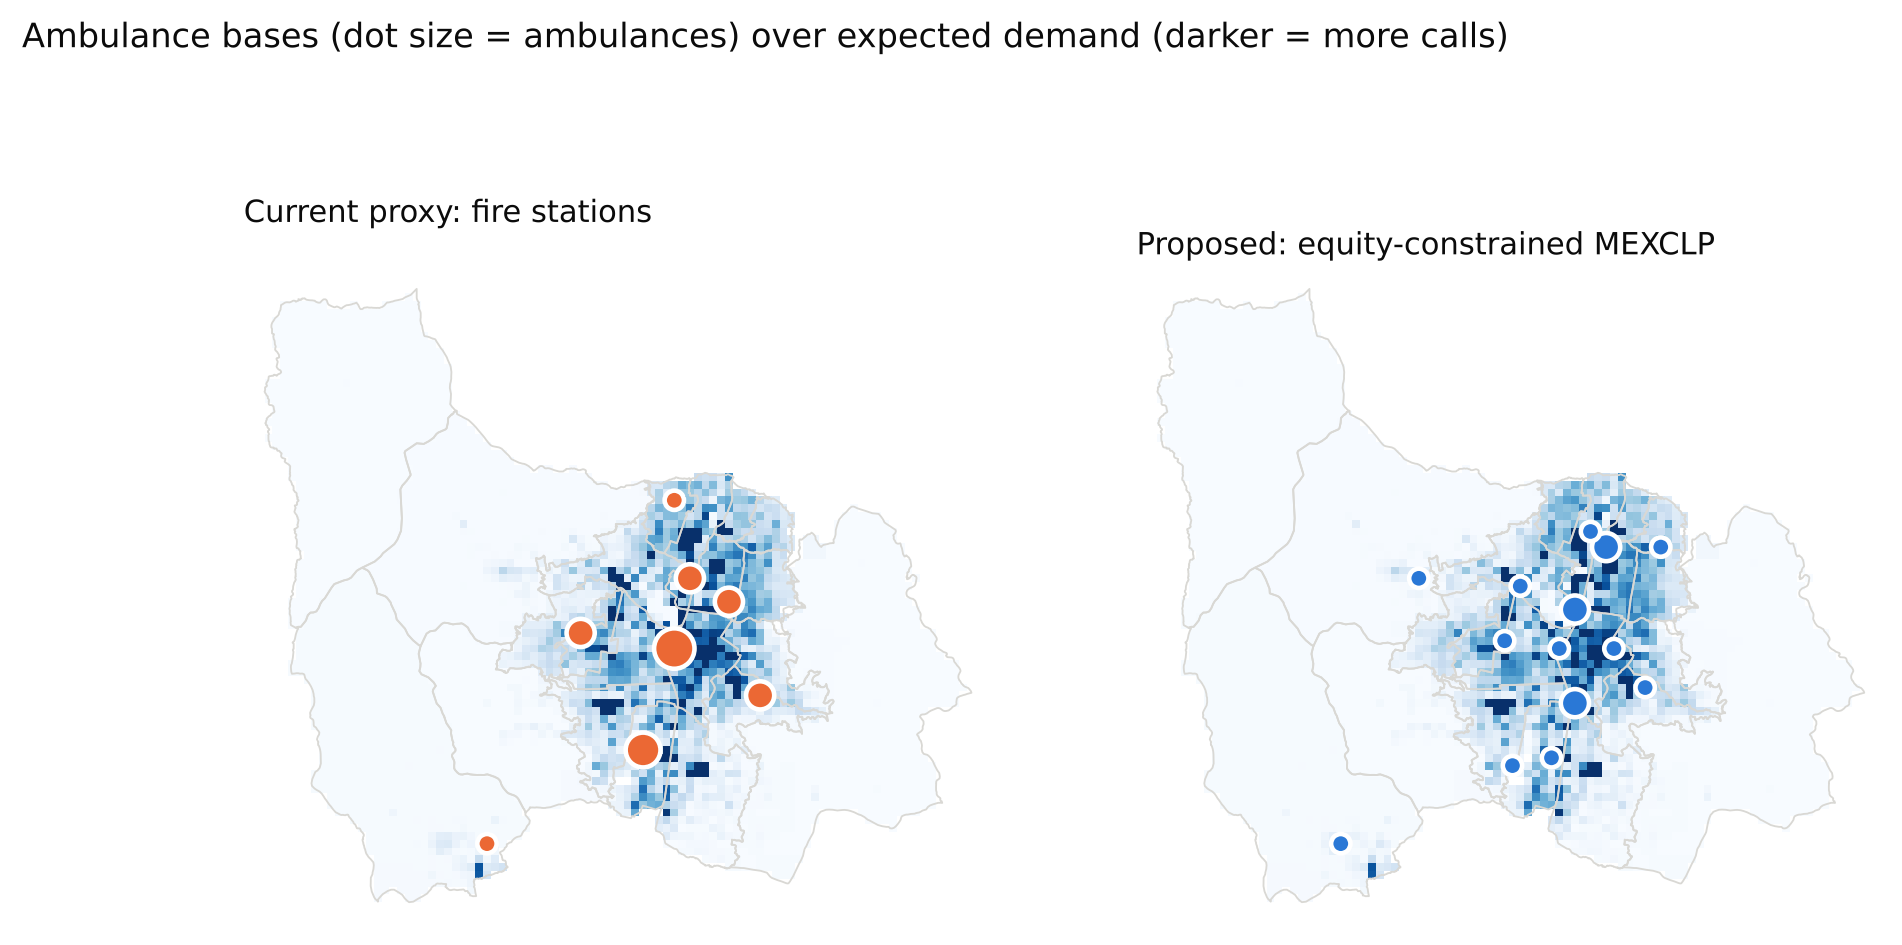 Ambulance bases (dot size = ambulances) over expected demand (darker = more calls)
Current proxy: fire stations
Proposed: equity-constrained MEXCLP